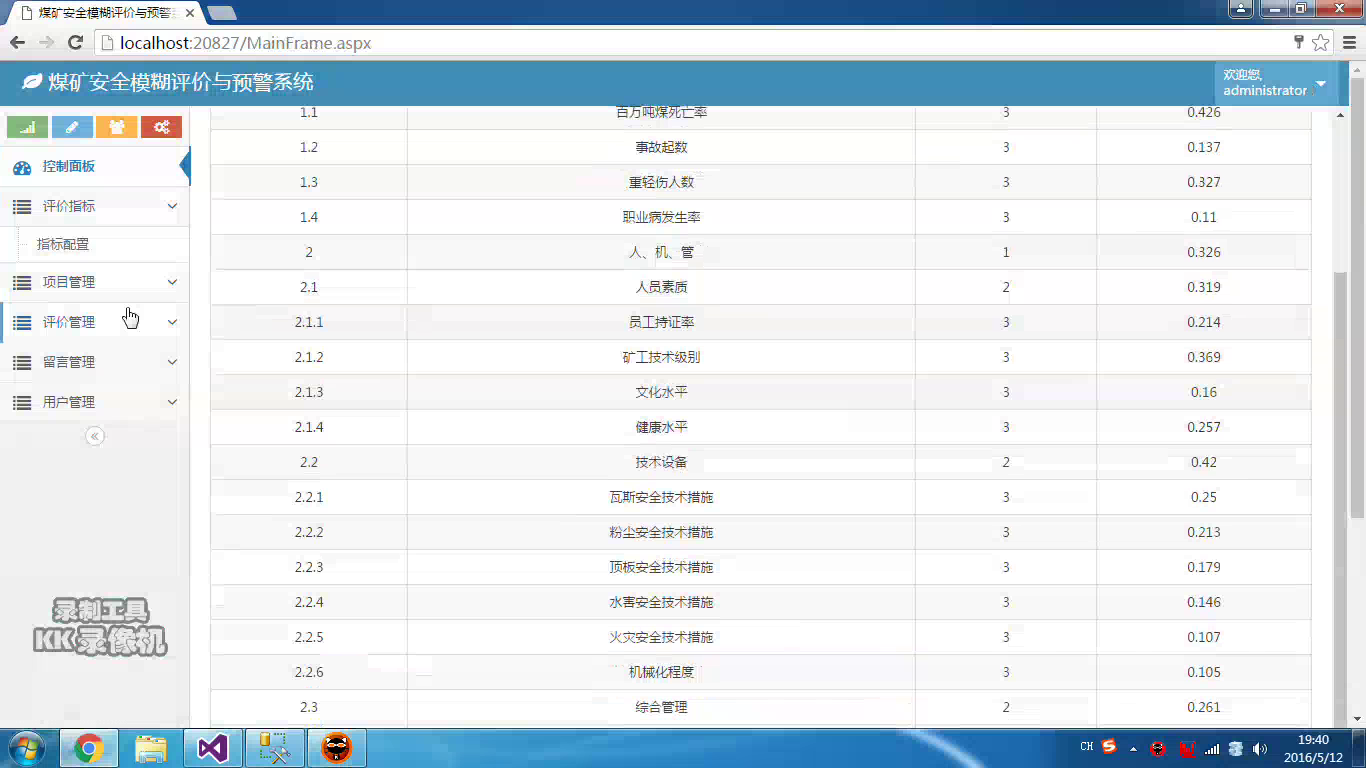 煤矿安全模糊评价与预警
localhost:20827/MainFrame.aspx
煤矿安全模糊评价与预警系统
欢迎您,
administrator
控制面板
评价指标
指标配置
项目管理
评价管理
留言管理
用户管理
1.1 百万吨煤死亡率 3 0.426
1.2 事故起数 3 0.137
1.3 重轻伤人数 3 0.327
1.4 职业病发生率 3 0.11
2 人、机、管 1 0.326
2.1 人员素质 2 0.319
2.1.1 员工持证率 3 0.214
2.1.2 矿工技术级别 3 0.369
2.1.3 文化水平 3 0.16
2.1.4 健康水平 3 0.257
2.2 技术设备 2 0.42
2.2.1 瓦斯安全技术措施 3 0.25
2.2.2 粉尘安全技术措施 3 0.213
2.2.3 顶板安全技术措施 3 0.179
2.2.4 水害安全技术措施 3 0.146
2.2.5 火灾安全技术措施 3 0.107
2.2.6 机械化程度 3 0.105
2.3 综合管理 2 0.261
录制工具
KK录像机
CH
19:40
2016/5/12